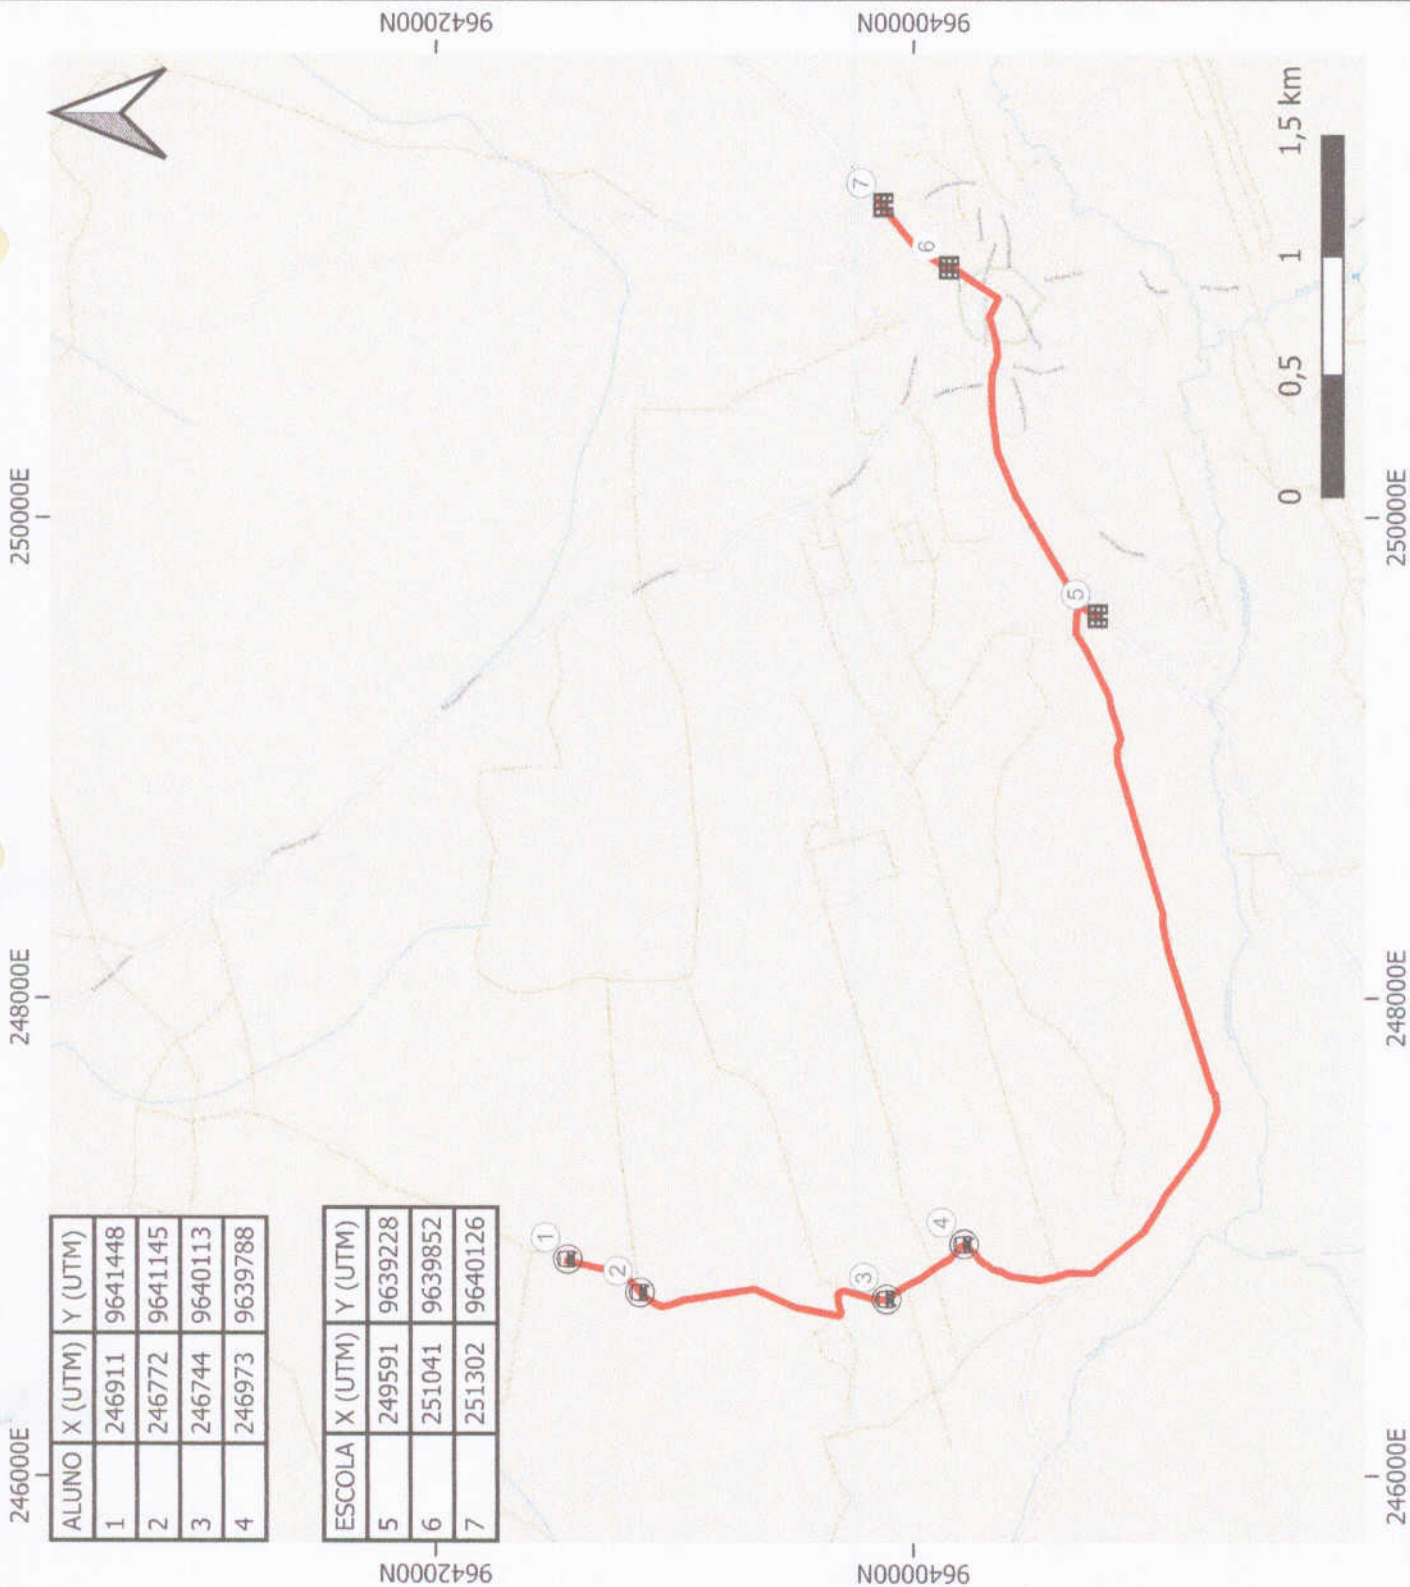 246000E
248000E
250000E
ALUNO X (UTM) Y (UTM)
1 246911 9641448
2 246772 9641145
3 246744 9640113
4 246973 9639788
ESCOLA X (UTM) Y (UTM)
5 249591 9639228
6 251041 9639852
7 251302 9640126
9642000N
9642000N
9640000N
9640000N
1
2
3
4
5
6
7
0 0,5 1 1,5 km
246000E
248000E
250000E